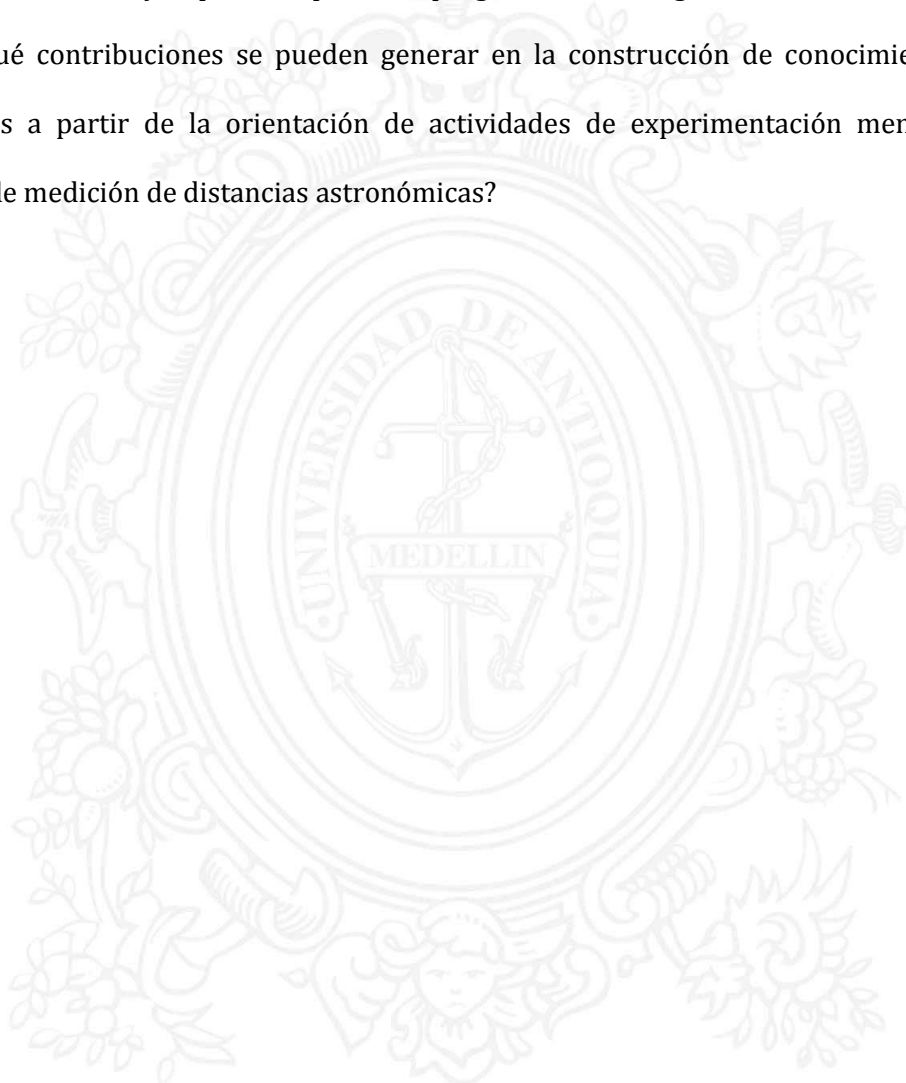 ué contribuciones se pueden generar en la construcción de conocimie
s a partir de la orientación de actividades de experimentación men
de medición de distancias astronómicas?
UNIVERSIDAD DE ANTIOQUIA
MEDELLIN